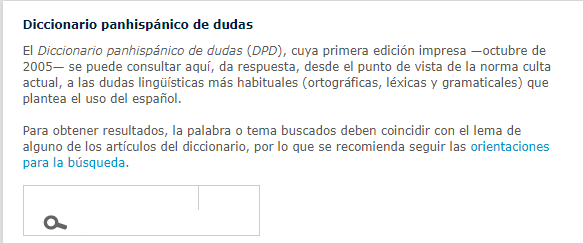 Diccionario panhispánico de dudas
El Diccionario panhispánico de dudas (DPD), cuya primera edición impresa —octubre de
2005— se puede consultar aquí, da respuesta, desde el punto de vista de la norma culta
actual, a las dudas lingüísticas más habituales (ortográficas, léxicas y gramaticales) que
plantea el uso del español.
Para obtener resultados, la palabra o tema buscados deben coincidir con el lema de
alguno de los artículos del diccionario, por lo que se recomienda seguir las orientaciones
para la búsqueda.